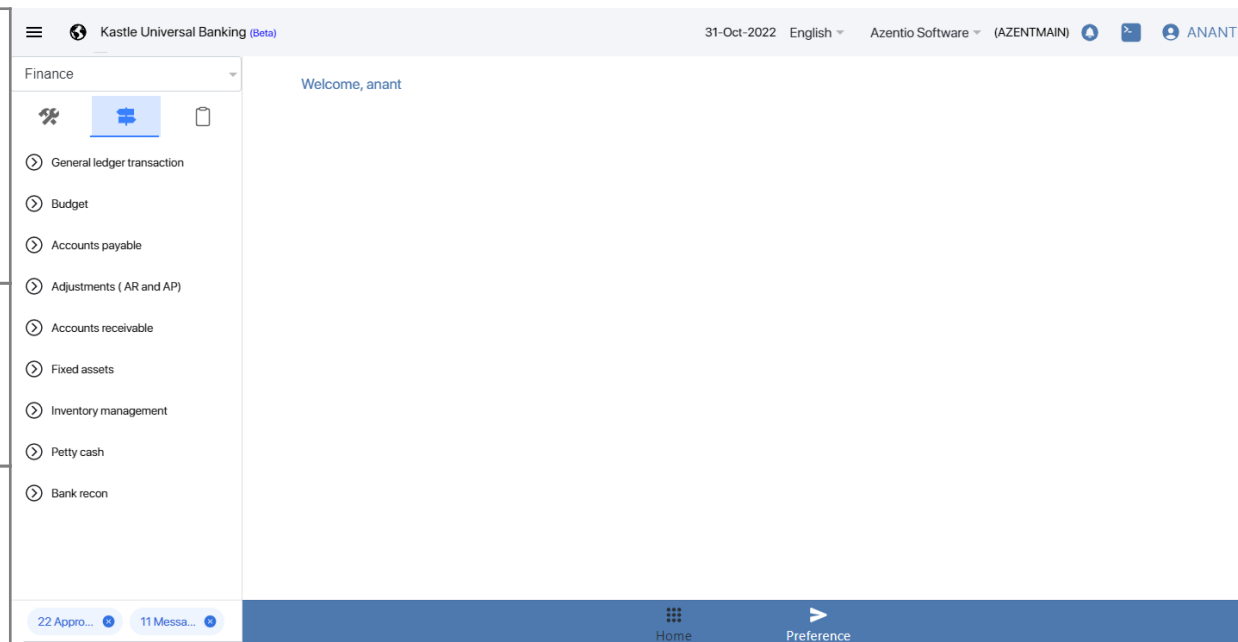 Kastle Universal Banking (Beta)
31-Oct-2022 English Azentio Software (AZENTMAIN) ANANT
Finance
Welcome, anant
General ledger transaction
Budget
Accounts payable
Adjustments ( AR and AP)
Accounts receivable
Fixed assets
Inventory management
Petty cash
Bank recon
22 Appro... 11 Messa...
Home Preference